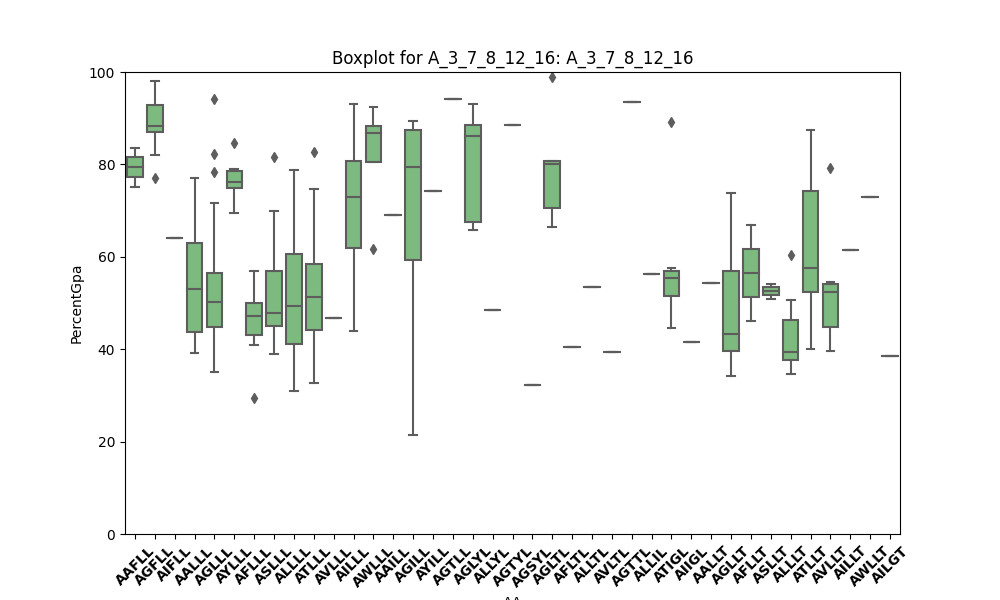 Boxplot for A_3_7_8_12_16: A_3_7_8_12_16
PercentGpa
100
80
60
40
20
0
AAFLL
AGFLL
AIFLL
AALLL
AGLLL
AYLLL
AFLLL
ASLLL
ALLLL
ATLLL
AVLLL
AILLL
AWLLL
AAILL
AGILL
AYILL
AGTLL
AGLYL
ALLYL
AGTYL
AGSYL
AGLTL
AFLTL
ALLTL
AVLTL
AGTTL
ALLIL
ATIGL
AIIGL
AALLT
AGLLT
AFLLT
ASLLT
ALLLT
ATLLT
AVLLT
AILLT
AWLLT
AILGT